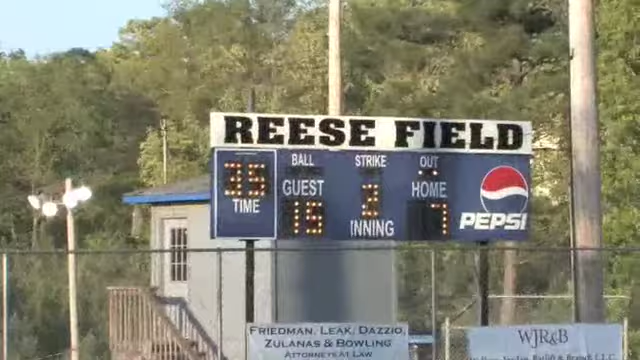 REESE FIELD
BALL STRIKE OUT
35 GUEST HOME
TIME 15 2 7
INNING
PEPSI
FRIEDMAN, LEAK, DAZZIO,
ZULANAS & BOWLING
ATTORNEYS AT LAW
WJR&B